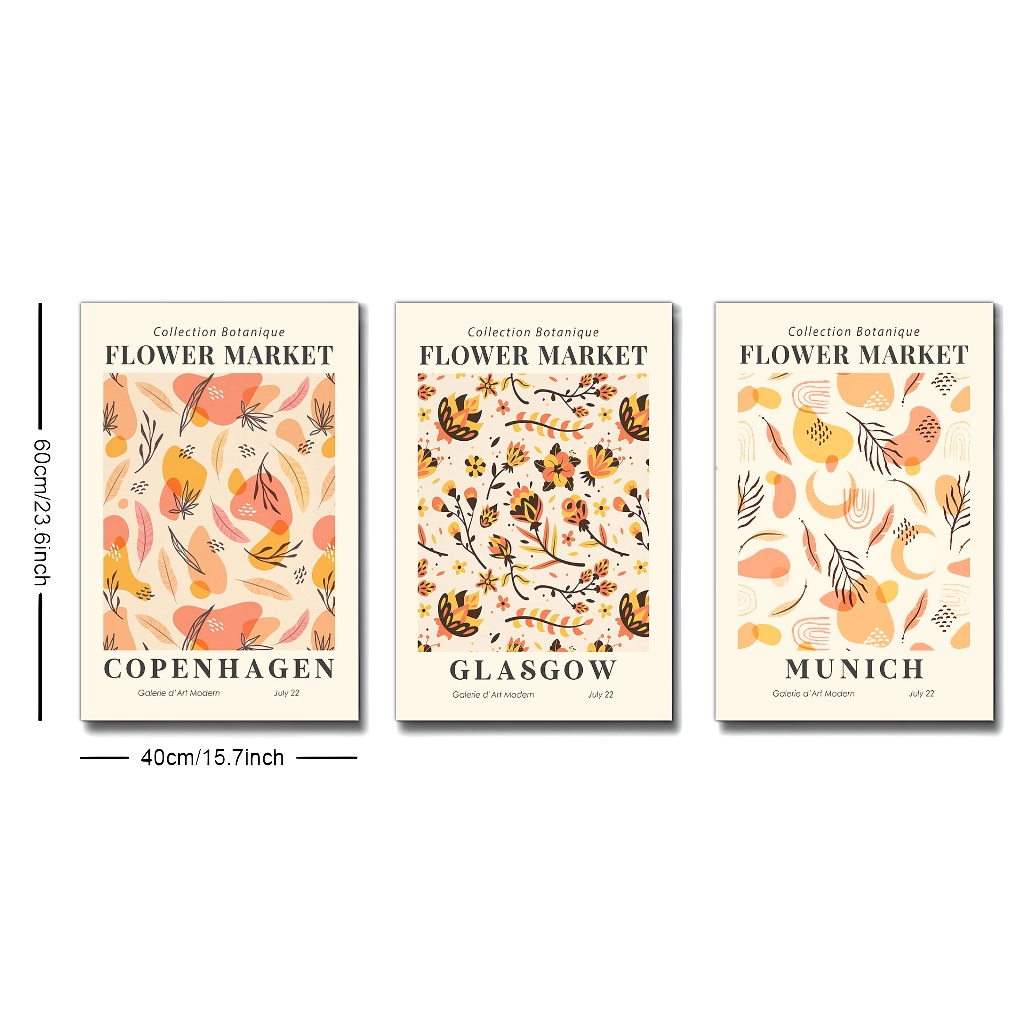 60cm/23.6inch
Collection Botanique
FLOWER MARKET
COPENHAGEN
Galerie d'Art Modern July 22
Collection Botanique
FLOWER MARKET
GLASGOW
Galerie d'Art Modern July 22
Collection Botanique
FLOWER MARKET
MUNICH
Galerie d'Art Modern July 22
40cm/15.7inch